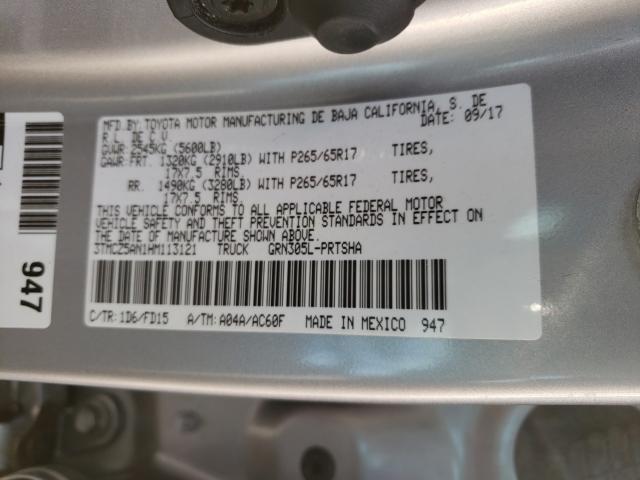 MFD.BY:TOYOTA MOTOR MANUFACTURING DE BAJA CALIFORNIA, S. DE
R.L. DE C.V. DATE: 09/17
GVWR:2545KG (5600LB)
GAWR:FRT. 1320KG (2910LB) WITH P265/65R17 TIRES,
17X7.5 RIMS,
RR. 1490KG (3280LB) WITH P265/65R17 TIRES,
17X7.5 RIMS,
THIS VEHICLE CONFORMS TO ALL APPLICABLE FEDERAL MOTOR
VEHICLE SAFETY AND THEFT PREVENTION STANDARDS IN EFFECT ON
THE DATE OF MANUFACTURE SHOWN ABOVE.
3TMCZ5AN1HM113121 TRUCK GRN305L-PRTSHA
C/TR:1D6/FD15 A/TM:A04A/AC60F MADE IN MEXICO 947
947